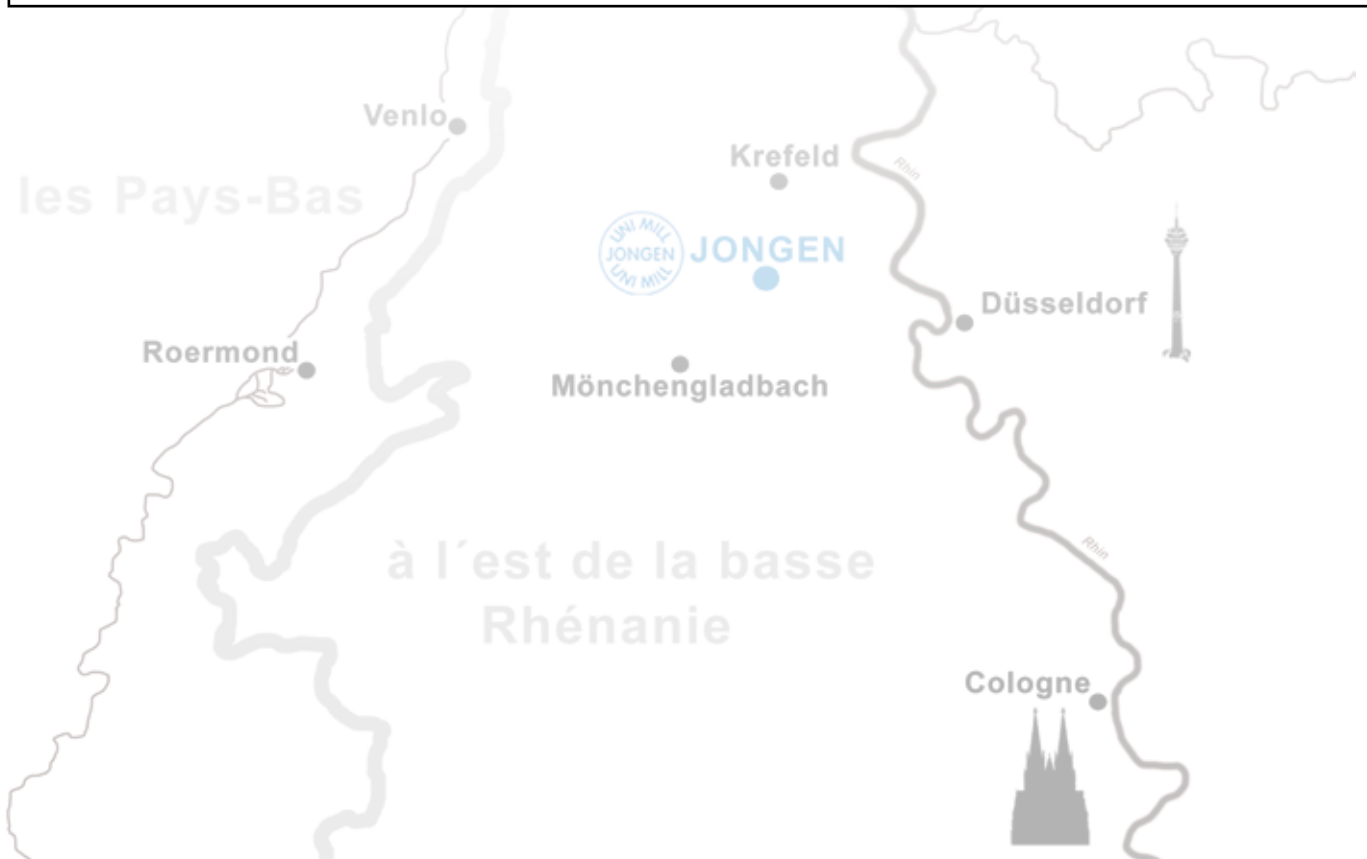 Venlo
Krefeld
Rhin
les Pays-Bas
UNI MILL
JONGEN
UNI MILL
JONGEN
Düsseldorf
Roermond
Mönchengladbach
Rhin
à l´est de la basse
Rhénanie
Cologne